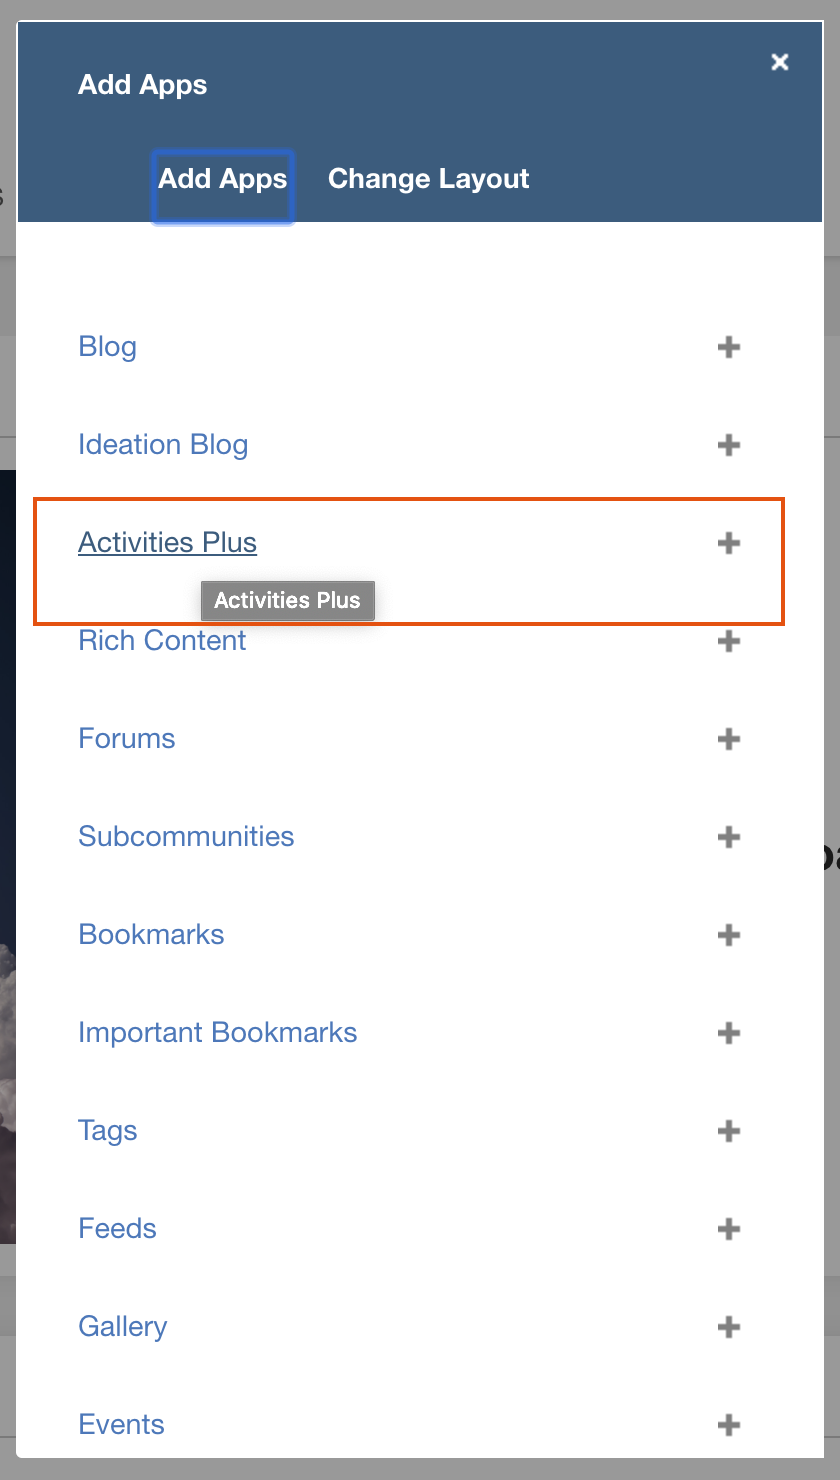 Add Apps
Add Apps Change Layout
Blog
Ideation Blog
Activities Plus
Activities Plus
Rich Content
Forums
Subcommunities
Bookmarks
Important Bookmarks
Tags
Feeds
Gallery
Events